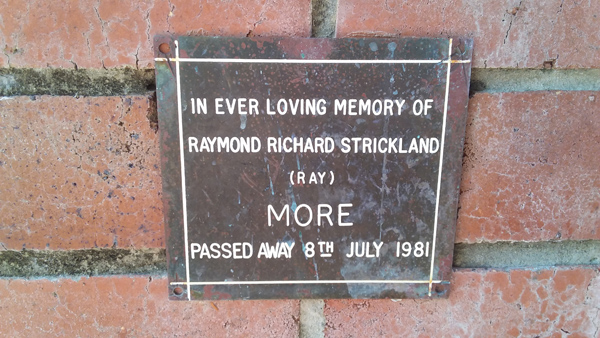 IN EVER LOVING MEMORY OF
RAYMOND RICHARD STRICKLAND
(RAY)
MORE
PASSED AWAY 8TH JULY 1981